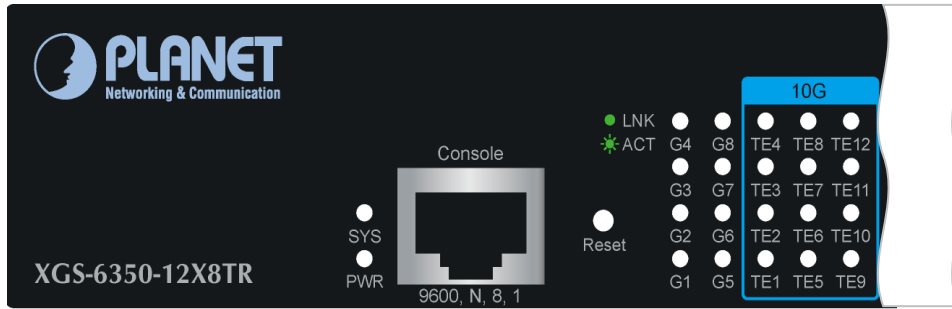 PLANET
Networking & Communication
10G
LNK
ACT G4 G8 TE4 TE8 TE12
Console
G3 G7 TE3 TE7 TE11
SYS
Reset
G2 G6 TE2 TE6 TE10
XGS-6350-12X8TR
PWR
G1 G5 TE1 TE5 TE9
9600, N, 8, 1